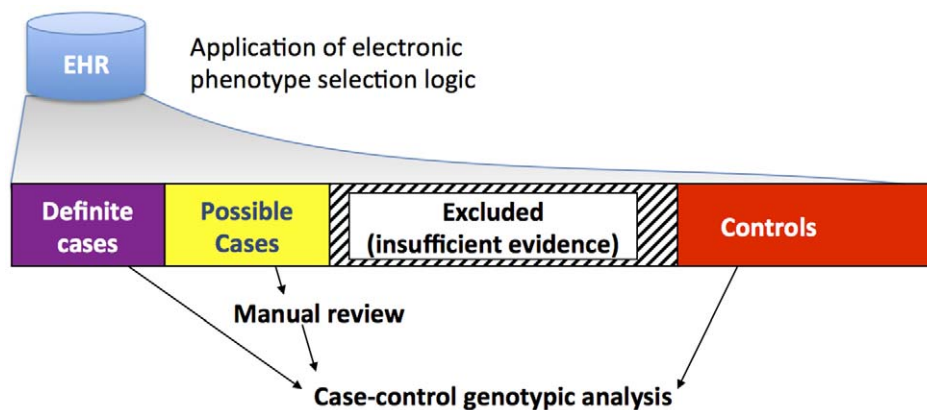 EHR
Application of electronic
phenotype selection logic
Definite
cases
Possible
Cases
Excluded
(insufficient evidence)
Controls
Manual review
Case-control genotypic analysis